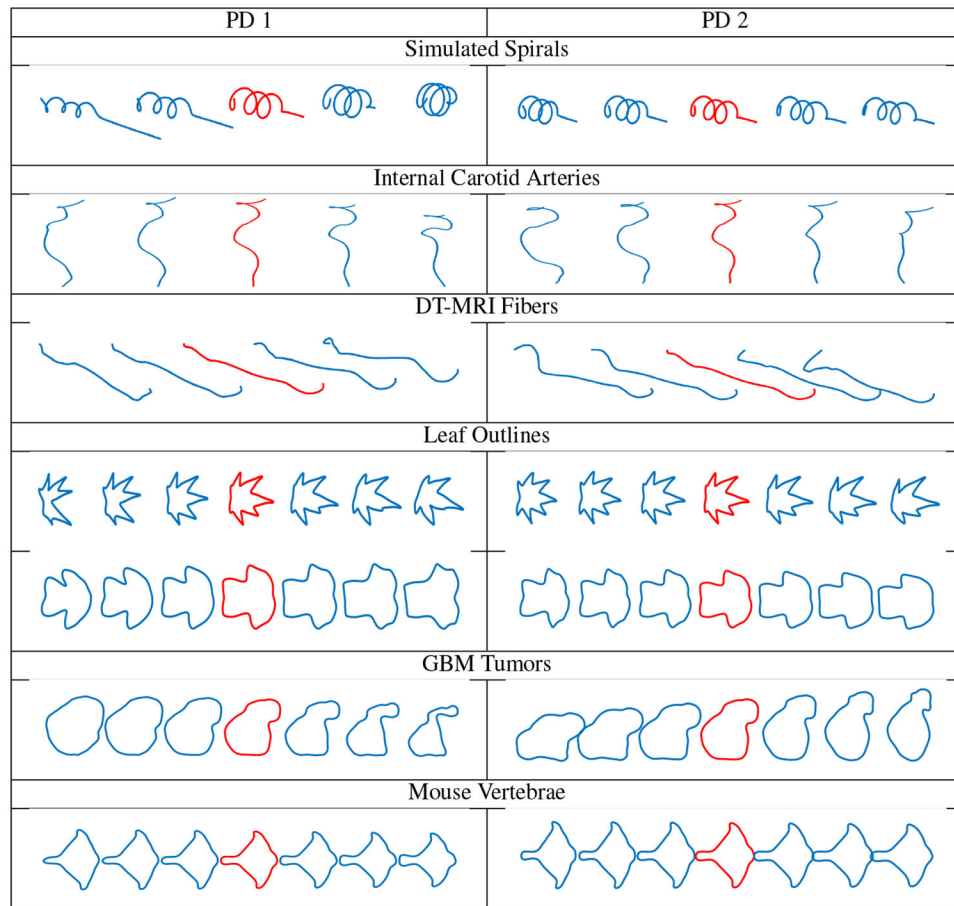 PD 1
PD 2
Simulated Spirals
Internal Carotid Arteries
DT-MRI Fibers
Leaf Outlines
GBM Tumors
Mouse Vertebrae